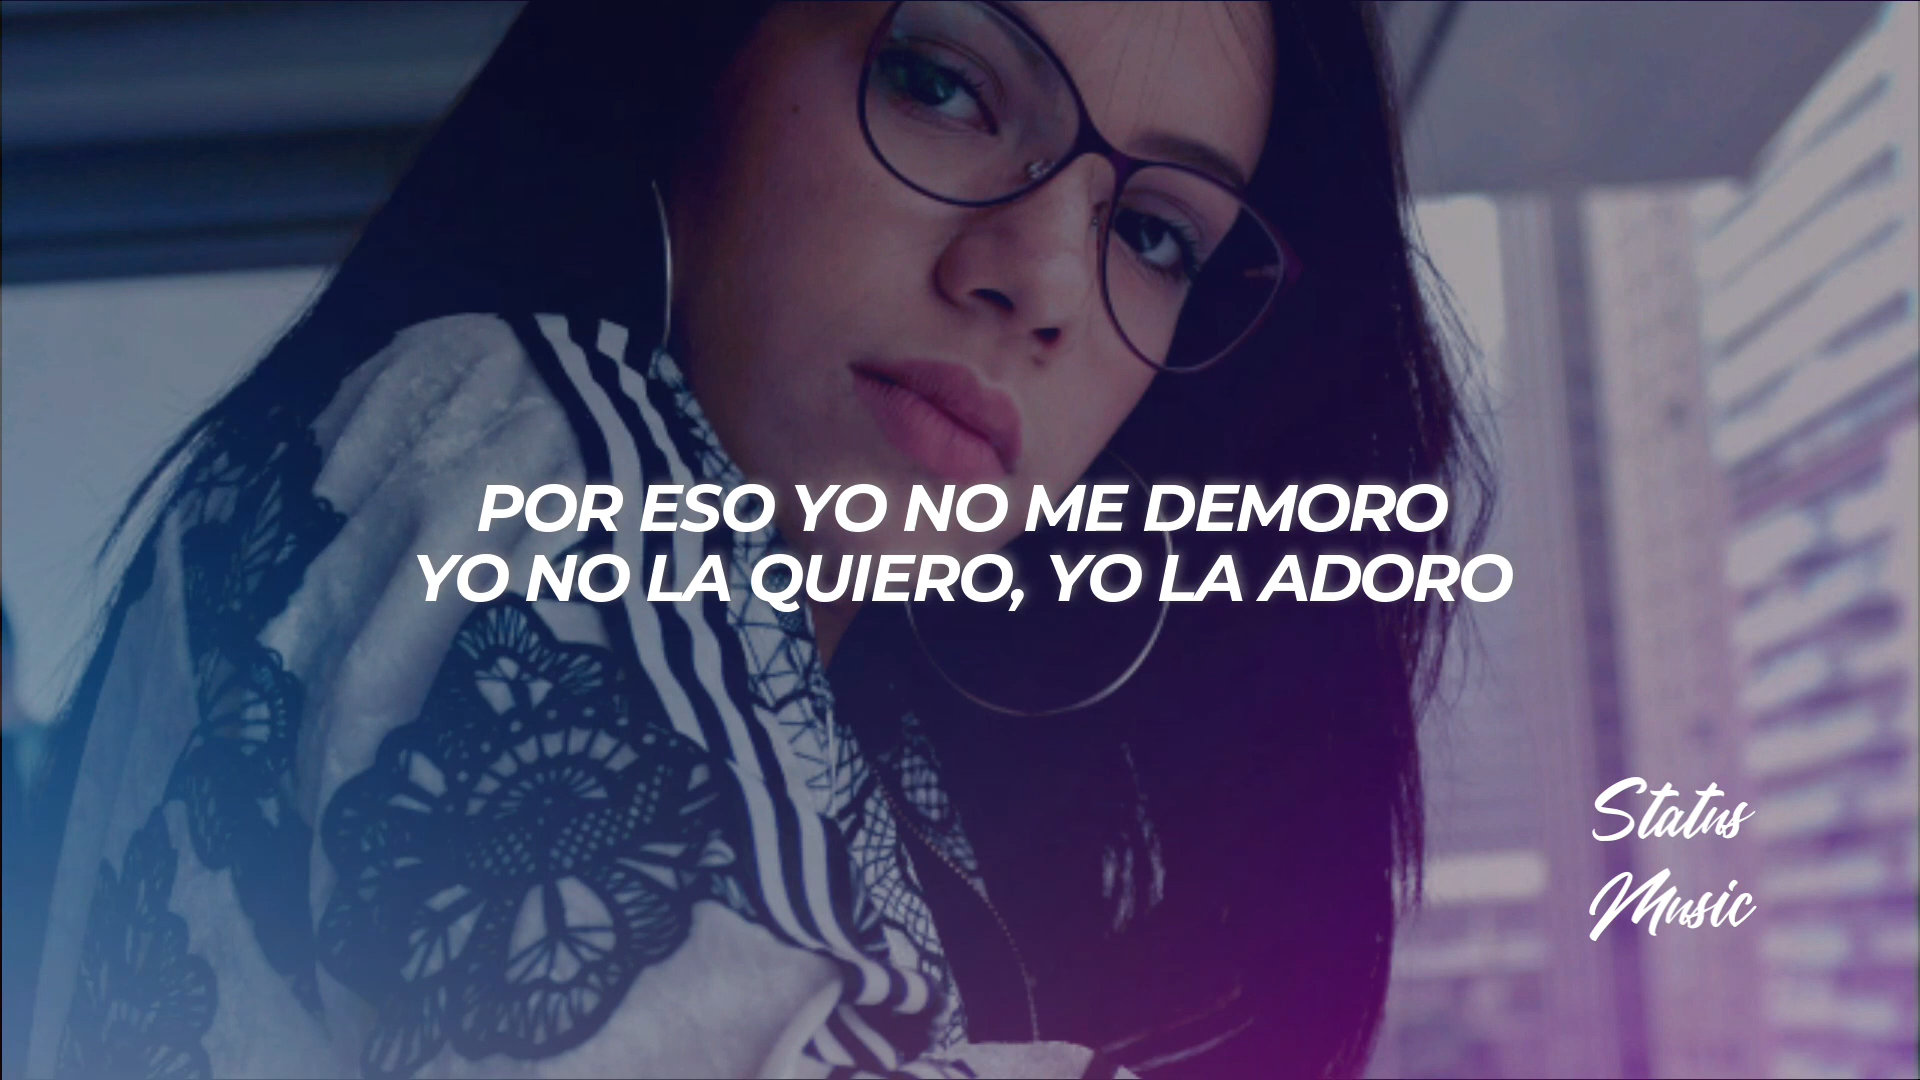 POR ESO YO NO ME DEMORO
YO NO LA QUIERO, YO LA ADORO
Status
Music